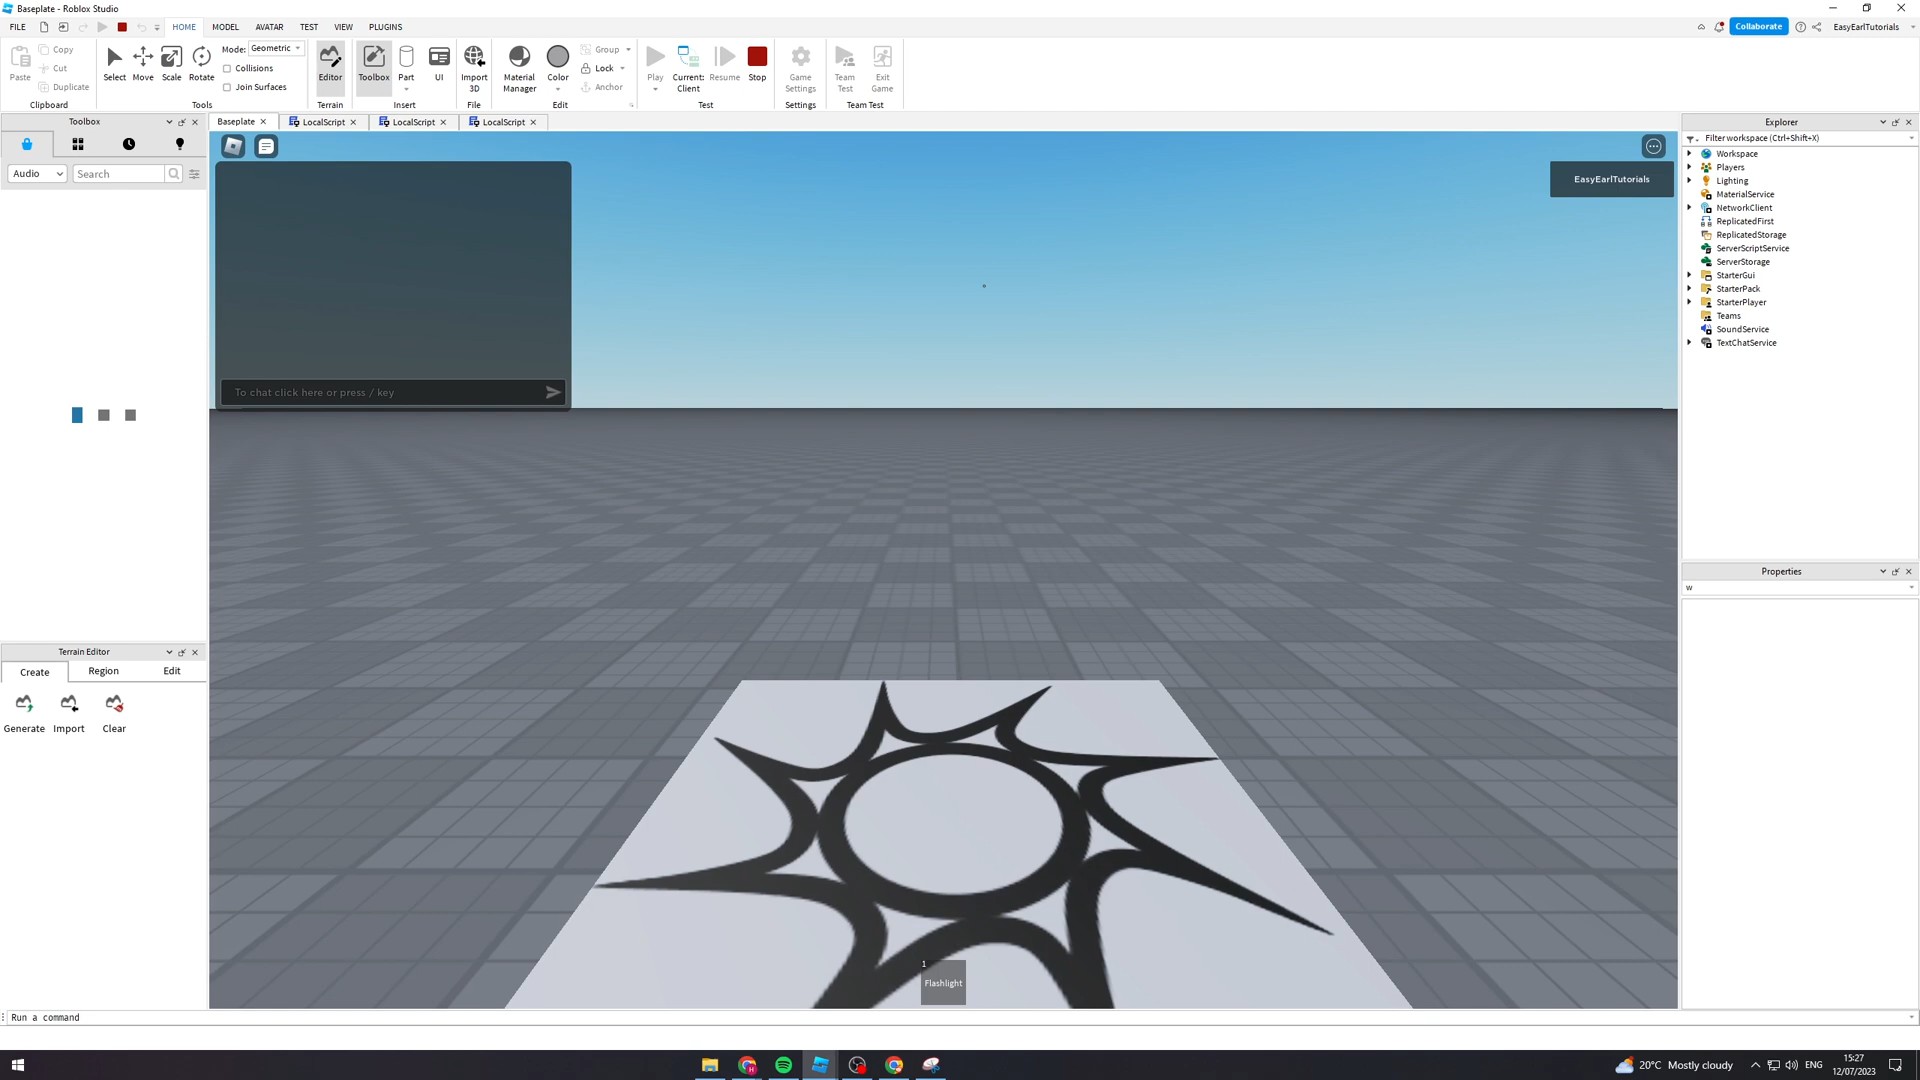 Baseplate - Roblox Studio
FILE
HOME
MODEL
AVATAR
TEST
VIEW
PLUGINS
Collaborate
EasyEarlTutorials
Paste
Copy
Cut
Duplicate
Clipboard
Select
Move
Scale
Rotate
Mode:
Geometric
Collisions
Join Surfaces
Tools
Editor
Terrain
Toolbox
Part
UI
Insert
Import
3D
File
Material
Manager
Color
Group
Lock
Anchor
Edit
Play
Current:
Client
Resume
Stop
Test
Game
Settings
Settings
Team
Test
Exit
Game
Team Test
Toolbox
Audio
Search
Baseplate
LocalScript
LocalScript
LocalScript
To chat click here or press / key
EasyEarlTutorials
Explorer
Filter workspace (Ctrl+Shift+X)
Workspace
Players
Lighting
MaterialService
NetworkClient
ReplicatedFirst
ReplicatedStorage
ServerScriptService
ServerStorage
StarterGui
StarterPack
StarterPlayer
Teams
SoundService
TextChatService
Properties
w
Terrain Editor
Create
Region
Edit
Generate
Import
Clear
1
Flashlight
Run a command
20°C Mostly cloudy
ENG
15:27
12/07/2023